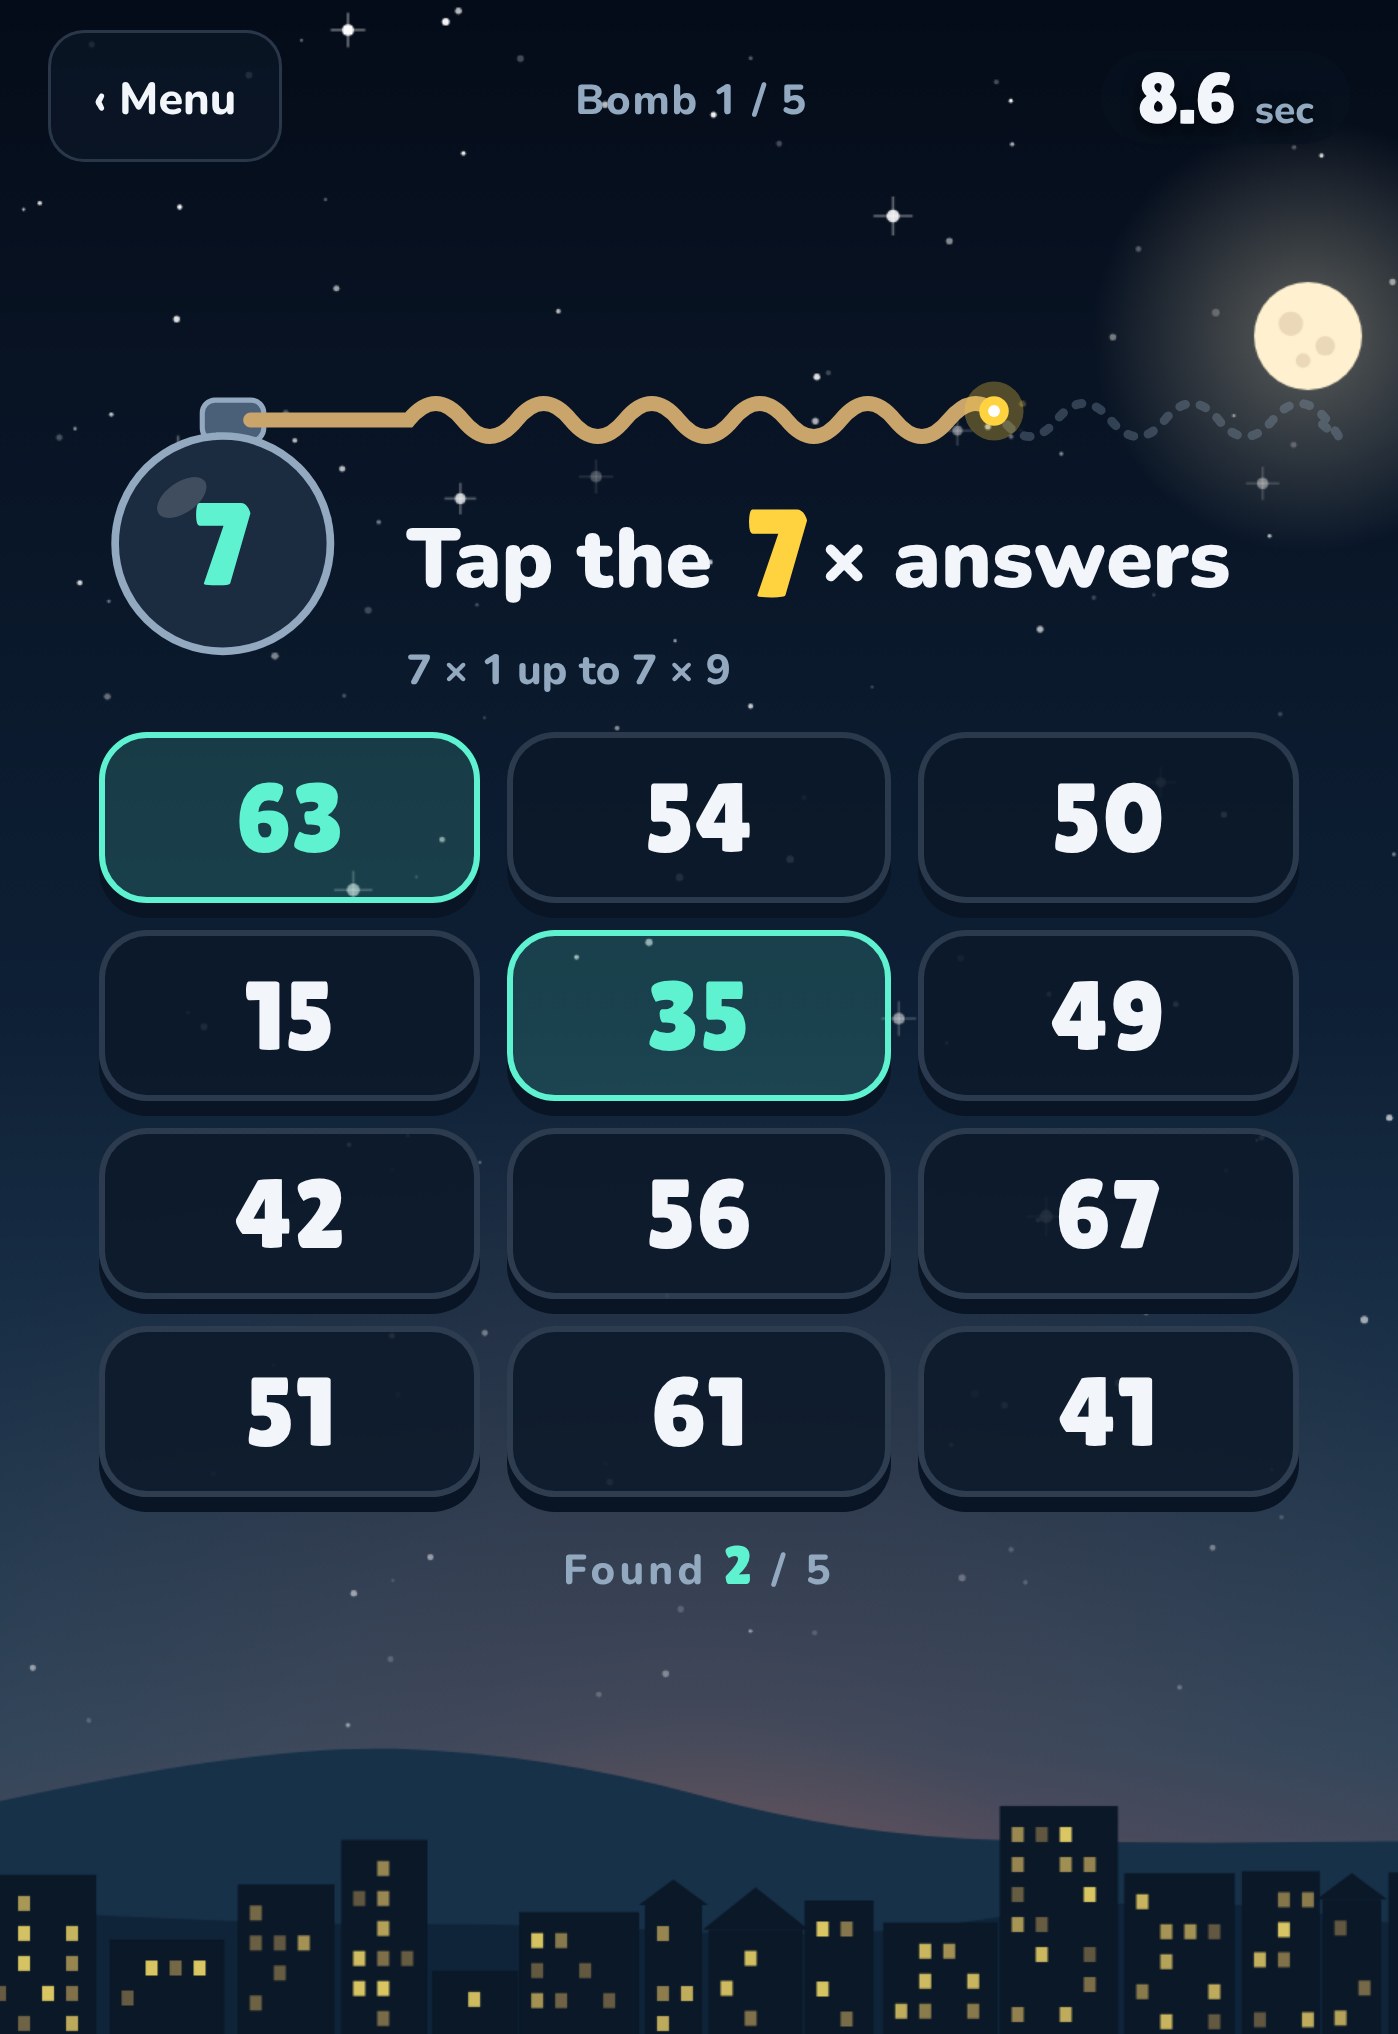 ‹ Menu
Bomb 1 / 5
8.6 sec
7
Tap the 7 × answers
7 × 1 up to 7 × 9
63 54 50
15 35 49
42 56 67
51 61 41
Found 2 / 5